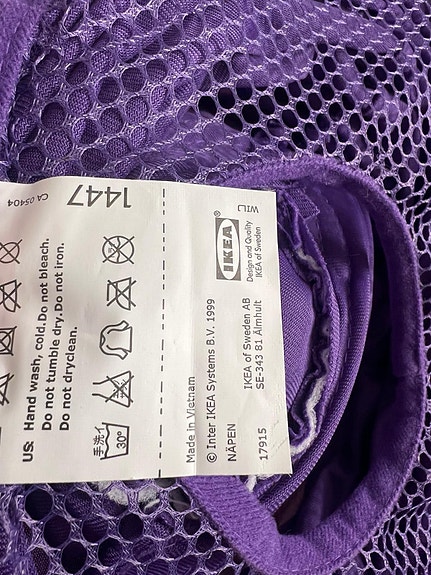 CA 05404
1447
US: Hand wash, cold.Do not bleach.
Do not tumble dry.Do not iron.
Do not dryclean.
手洗イ
30°
WILJ
IKEA®
Design and Quality
IKEA of Sweden
Made in Vietnam
© Inter IKEA Systems B.V. 1999
NÄPEN
IKEA of Sweden AB
SE-343 81 Älmhult
17915